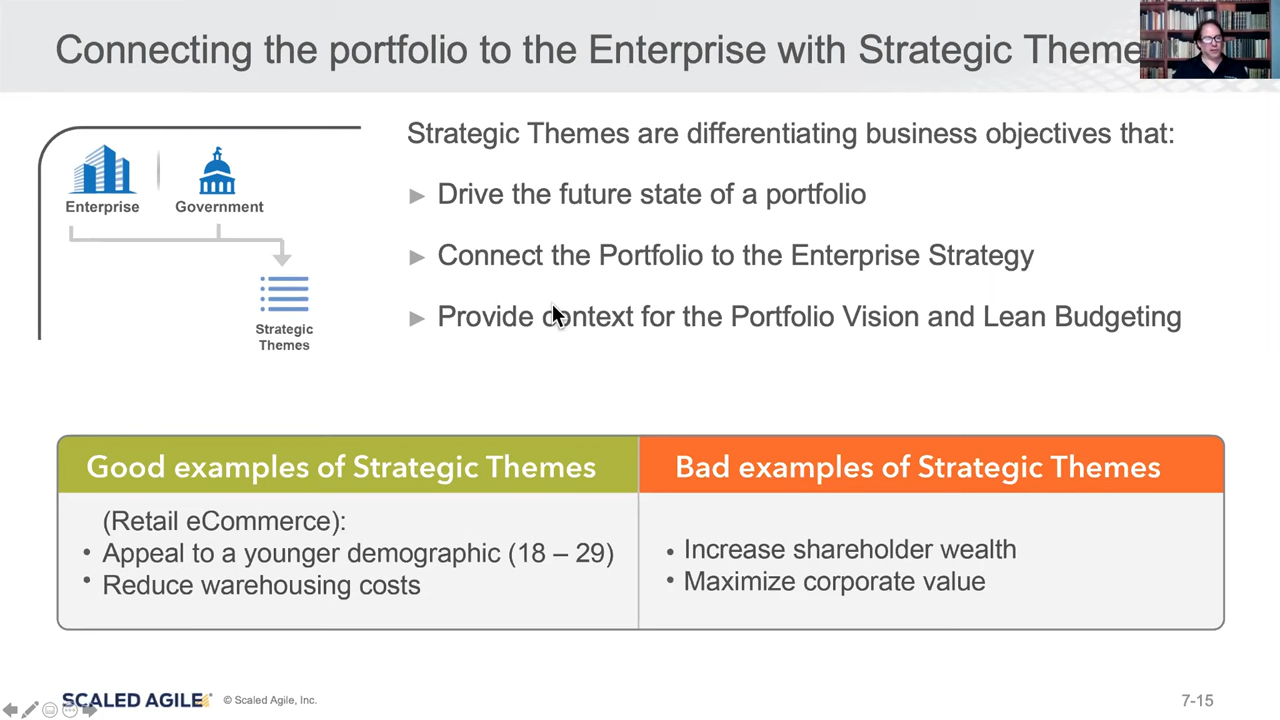 Connecting the portfolio to the Enterprise with Strategic Theme
Enterprise
Government
Strategic
Themes
Strategic Themes are differentiating business objectives that:
► Drive the future state of a portfolio
► Connect the Portfolio to the Enterprise Strategy
► Provide context for the Portfolio Vision and Lean Budgeting
Good examples of Strategic Themes
(Retail eCommerce):
• Appeal to a younger demographic (18 – 29)
• Reduce warehousing costs
Bad examples of Strategic Themes
• Increase shareholder wealth
• Maximize corporate value
SCALED AGILE
© Scaled Agile, Inc.
7-15